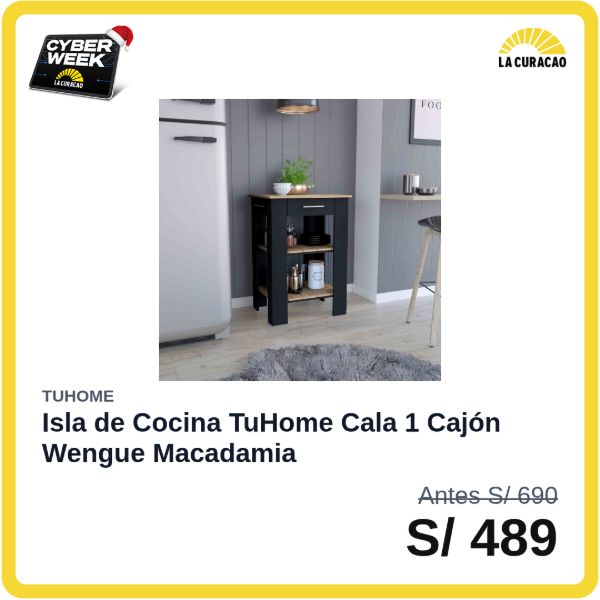 CYBER
WEEK
LA CURACAO
LA CURACAO
FOO
TUHOME
Isla de Cocina TuHome Cala 1 Cajón
Wengue Macadamia
Antes S/ 690
S/ 489